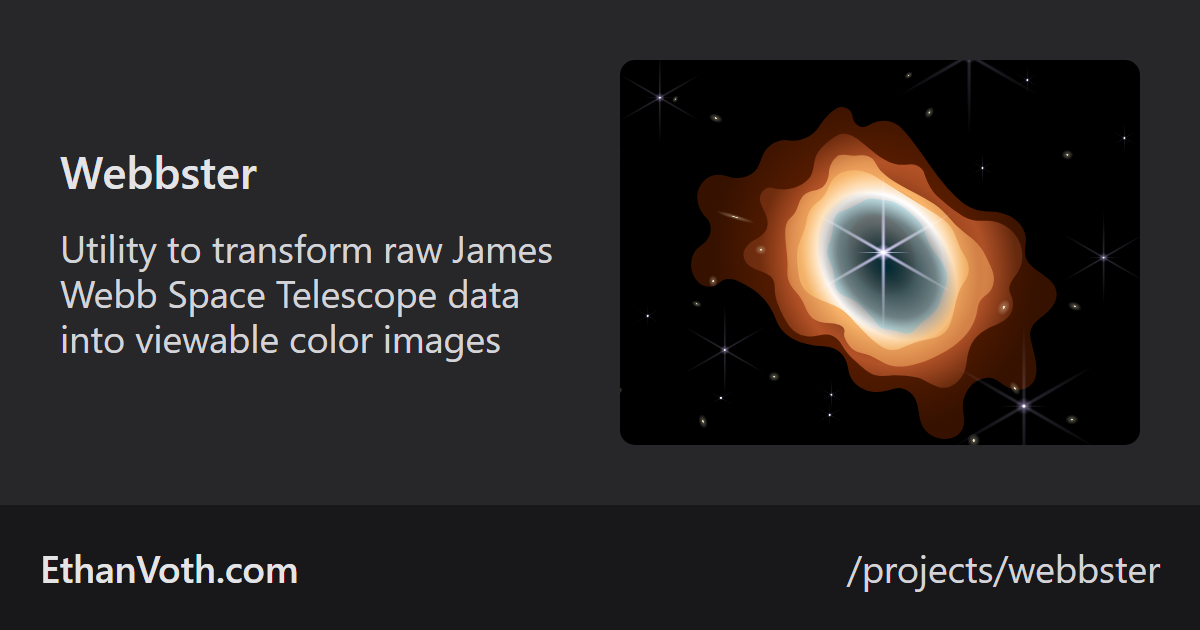 Webbster
Utility to transform raw James
Webb Space Telescope data
into viewable color images
EthanVoth.com
/projects/webbster